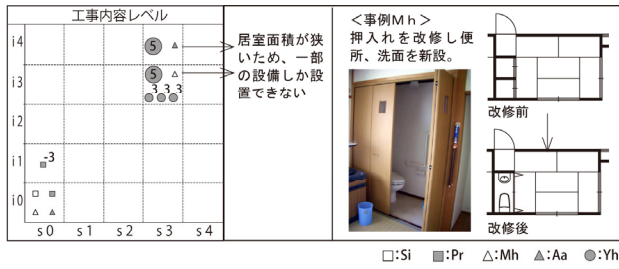 工事内容レベル
i4
i3
i2
i1
i0
5
5
3 3 3
-3
s0 s1 s2 s3 s4
居室面積が狭
いため、一部
の設備しか設
置できない
＜事例Mh＞
押入れを改修し便
所、洗面を新設。
改修前
改修後
□:Si ■:Pr △:Mh ▲:Aa ●:Yh